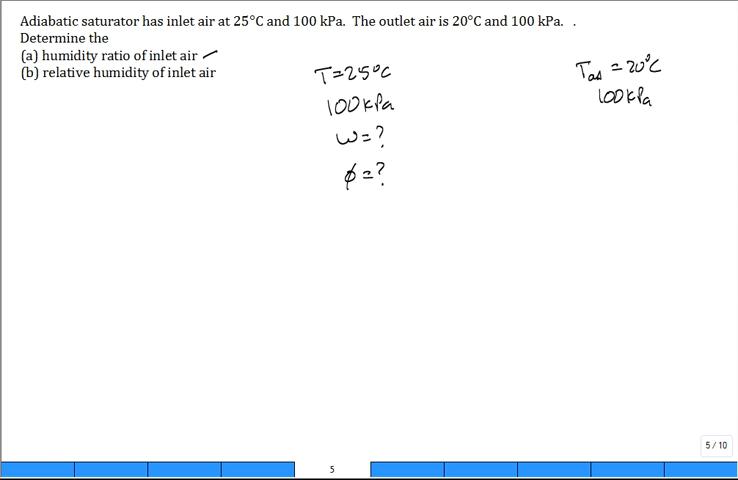 Adiabatic saturator has inlet air at 25°C and 100 kPa.  The outlet air is 20°C and 100 kPa.  .
Determine the
(a) humidity ratio of inlet air
(b) relative humidity of inlet air
T=25°C
100kPa
ω=?
ϕ=?
Tas =20°C
100kPa
5 / 10
5